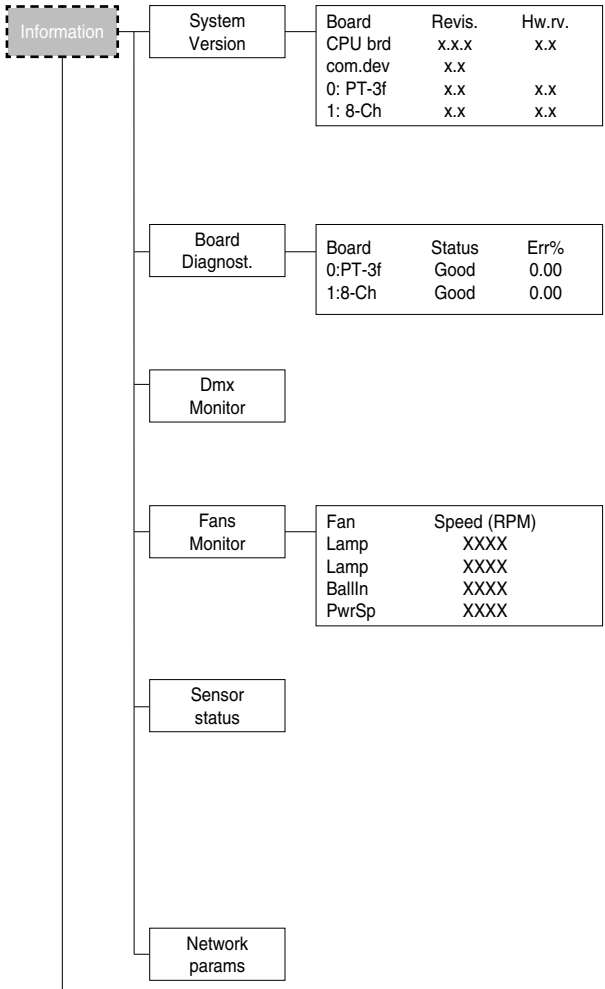 Information
System
Version
Board Revis. Hw.rv.
CPU brd x.x.x x.x
com.dev x.x
0: PT-3f x.x x.x
1: 8-Ch x.x x.x
Board
Diagnost.
Board Status Err%
0:PT-3f Good 0.00
1:8-Ch Good 0.00
Dmx
Monitor
Fans
Monitor
Fan Speed (RPM)
Lamp XXXX
Lamp XXXX
BallIn XXXX
PwrSp XXXX
Sensor
status
Network
params